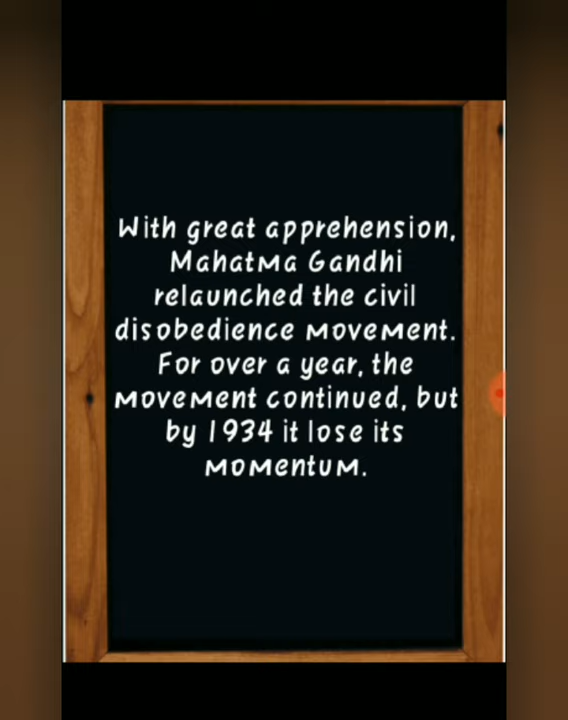 With great apprehension,
Mahatma Gandhi
relaunched the civil
disobedience movement.
For over a year, the
movement continued, but
by 1934 it lose its
momentum.